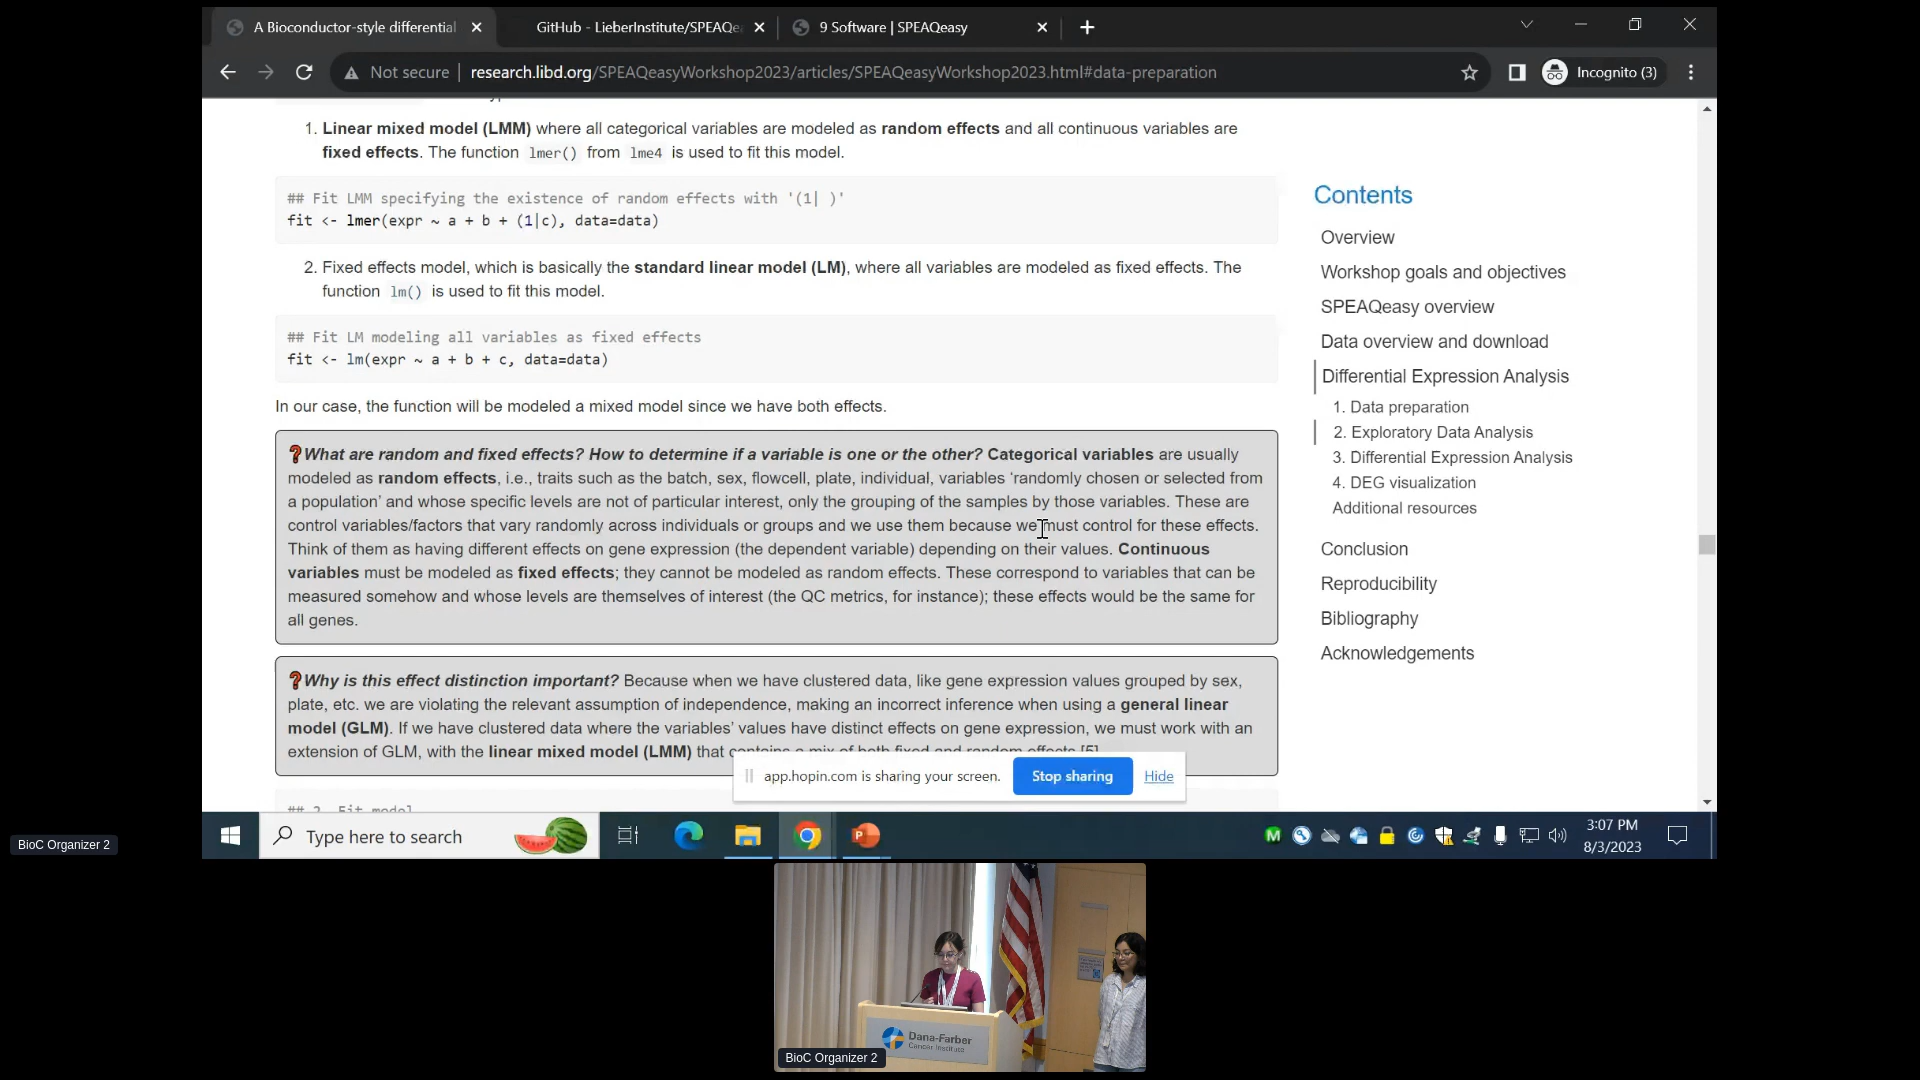 A Bioconductor-style differential
GitHub - LieberInstitute/SPEAQe
9 Software | SPEAQeasy
Not secure
research.libd.org/SPEAQeasyWorkshop2023/articles/SPEAQeasyWorkshop2023.html#data-preparation
Incognito (3)
1. Linear mixed model (LMM) where all categorical variables are modeled as random effects and all continuous variables are
fixed effects. The function lmer() from lme4 is used to fit this model.
## Fit LMM specifying the existence of random effects with '(1| )'
fit <- lmer(expr ~ a + b + (1|c), data=data)
2. Fixed effects model, which is basically the standard linear model (LM), where all variables are modeled as fixed effects. The
function lm() is used to fit this model.
## Fit LM modeling all variables as fixed effects
fit <- lm(expr ~ a + b + c, data=data)
In our case, the function will be modeled a mixed model since we have both effects.
❓What are random and fixed effects? How to determine if a variable is one or the other? Categorical variables are usually
modeled as random effects, i.e., traits such as the batch, sex, flowcell, plate, individual, variables ‘randomly chosen or selected from
a population’ and whose specific levels are not of particular interest, only the grouping of the samples by those variables. These are
control variables/factors that vary randomly across individuals or groups and we use them because we must control for these effects.
Think of them as having different effects on gene expression (the dependent variable) depending on their values. Continuous
variables must be modeled as fixed effects; they cannot be modeled as random effects. These correspond to variables that can be
measured somehow and whose levels are themselves of interest (the QC metrics, for instance); these effects would be the same for
all genes.
❓Why is this effect distinction important? Because when we have clustered data, like gene expression values grouped by sex,
plate, etc. we are violating the relevant assumption of independence, making an incorrect inference when using a general linear
model (GLM). If we have clustered data where the variables’ values have distinct effects on gene expression, we must work with an
extension of GLM, with the linear mixed model (LMM) that contains a mix of both fixed and random effects [5].
## 2. Fit model
Contents
Overview
Workshop goals and objectives
SPEAQeasy overview
Data overview and download
Differential Expression Analysis
1. Data preparation
2. Exploratory Data Analysis
3. Differential Expression Analysis
4. DEG visualization
Additional resources
Conclusion
Reproducibility
Bibliography
Acknowledgements
app.hopin.com is sharing your screen.
Stop sharing
Hide
Type here to search
3:07 PM
8/3/2023
BioC Organizer 2
Dana-Farber
Cancer Institute
BioC Organizer 2